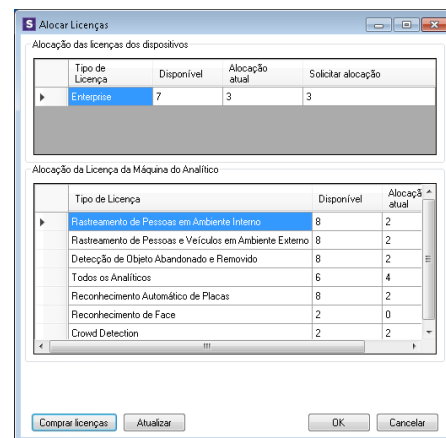 S Alocar Licenças
Alocação das licenças dos dispositivos
Tipo de Licença Disponível Alocação atual Solicitar alocação
Enterprise 7 3 3
Alocação da Licença da Máquina do Analítico
Tipo de Licença Disponível Alocaçã atual
Rastreamento de Pessoas em Ambiente Interno 8 2
Rastreamento de Pessoas e Veículos em Ambiente Externo 8 2
Detecção de Objeto Abandonado e Removido 8 2
Todos os Analíticos 6 4
Reconhecimento Automático de Placas 8 2
Reconhecimento de Face 2 0
Crowd Detection 2 2
Comprar licenças Atualizar OK Cancelar